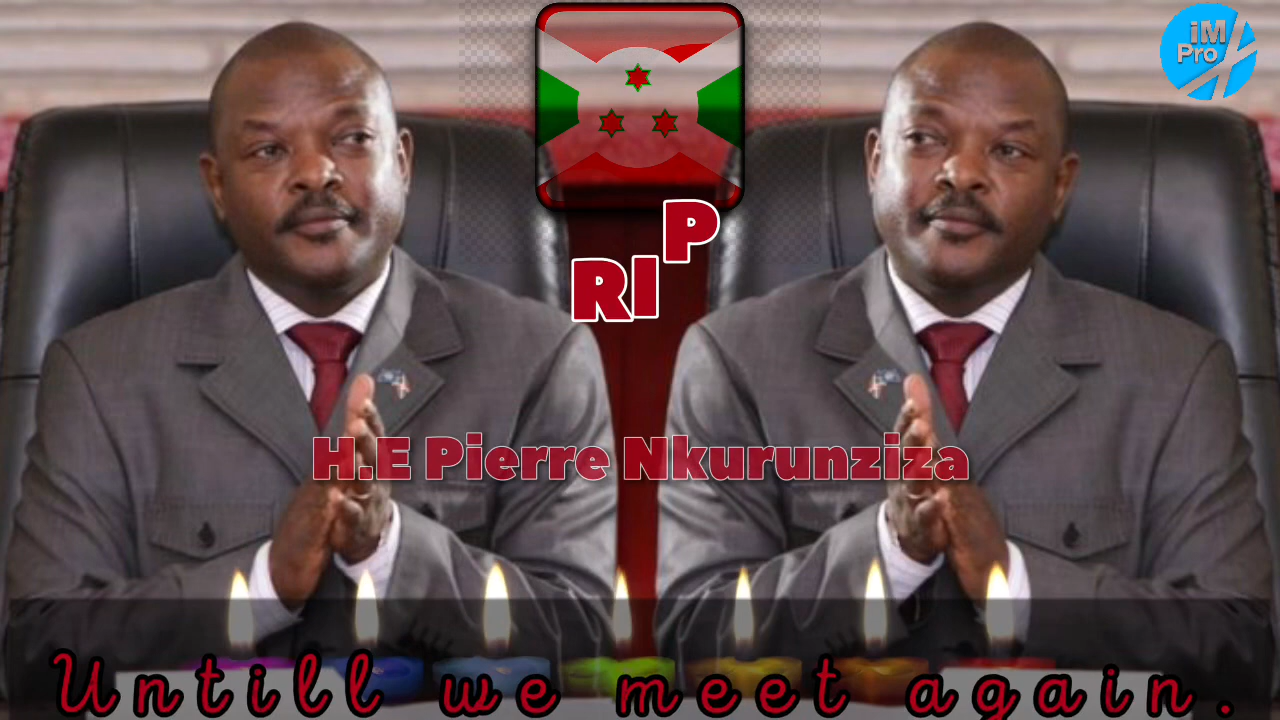 iM
Pro
RIP
H.E Pierre Nkurunziza
Untill we meet again.